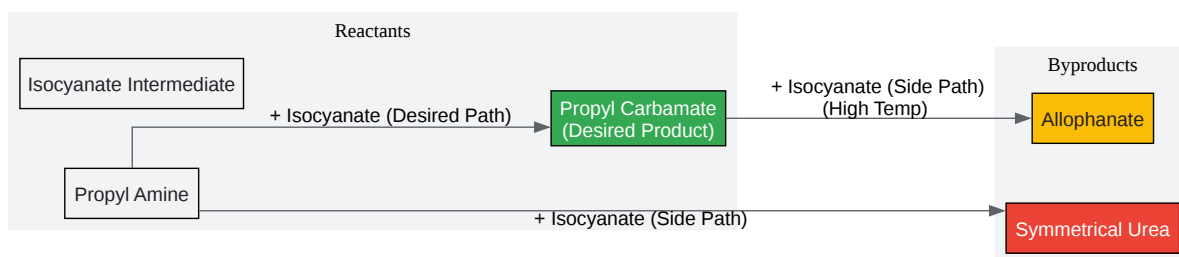 Reactants
Isocyanate Intermediate
+ Isocyanate (Desired Path)
Propyl Amine
Propyl Carbamate
(Desired Product)
+ Isocyanate (Side Path)
(High Temp)
+ Isocyanate (Side Path)
Byproducts
Allophanate
Symmetrical Urea